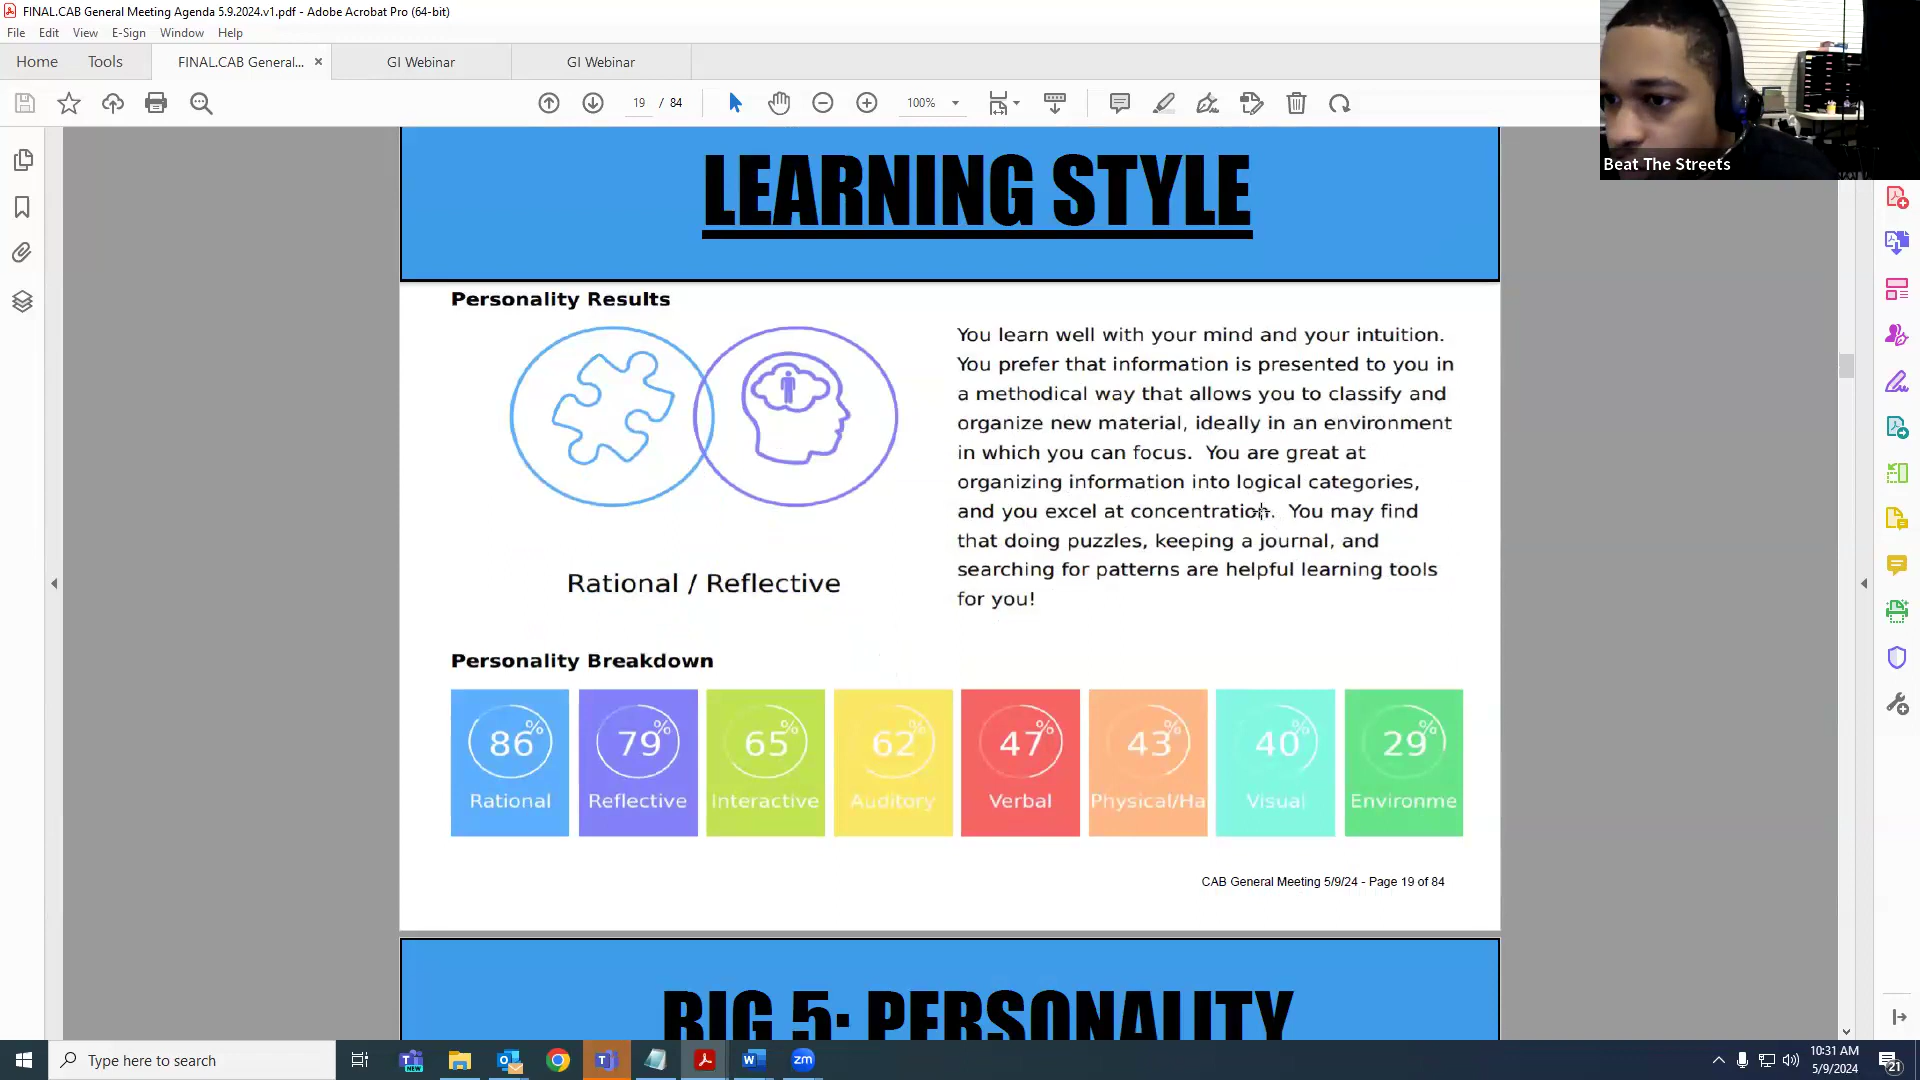 FINAL.CAB General Meeting Agenda 5.9.2024.v1.pdf - Adobe Acrobat Pro (64-bit)
File Edit View E-Sign Window Help
Home Tools FINAL.CAB General... × GI Webinar GI Webinar
19 / 84 100%
Beat The Streets
LEARNING STYLE
Personality Results
You learn well with your mind and your intuition.
You prefer that information is presented to you in
a methodical way that allows you to classify and
organize new material, ideally in an environment
in which you can focus. You are great at
organizing information into logical categories,
and you excel at concentration. You may find
that doing puzzles, keeping a journal, and
searching for patterns are helpful learning tools
for you!
Rational / Reflective
Personality Breakdown
86% 79% 65% 62% 47% 43% 40% 29%
Rational Reflective Interactive Auditory Verbal Physical/Ha Visual Environme
CAB General Meeting 5/9/24 - Page 19 of 84
BIG 5: PERSONALITY
Type here to search
NEW
zm
10:31 AM
5/9/2024
21